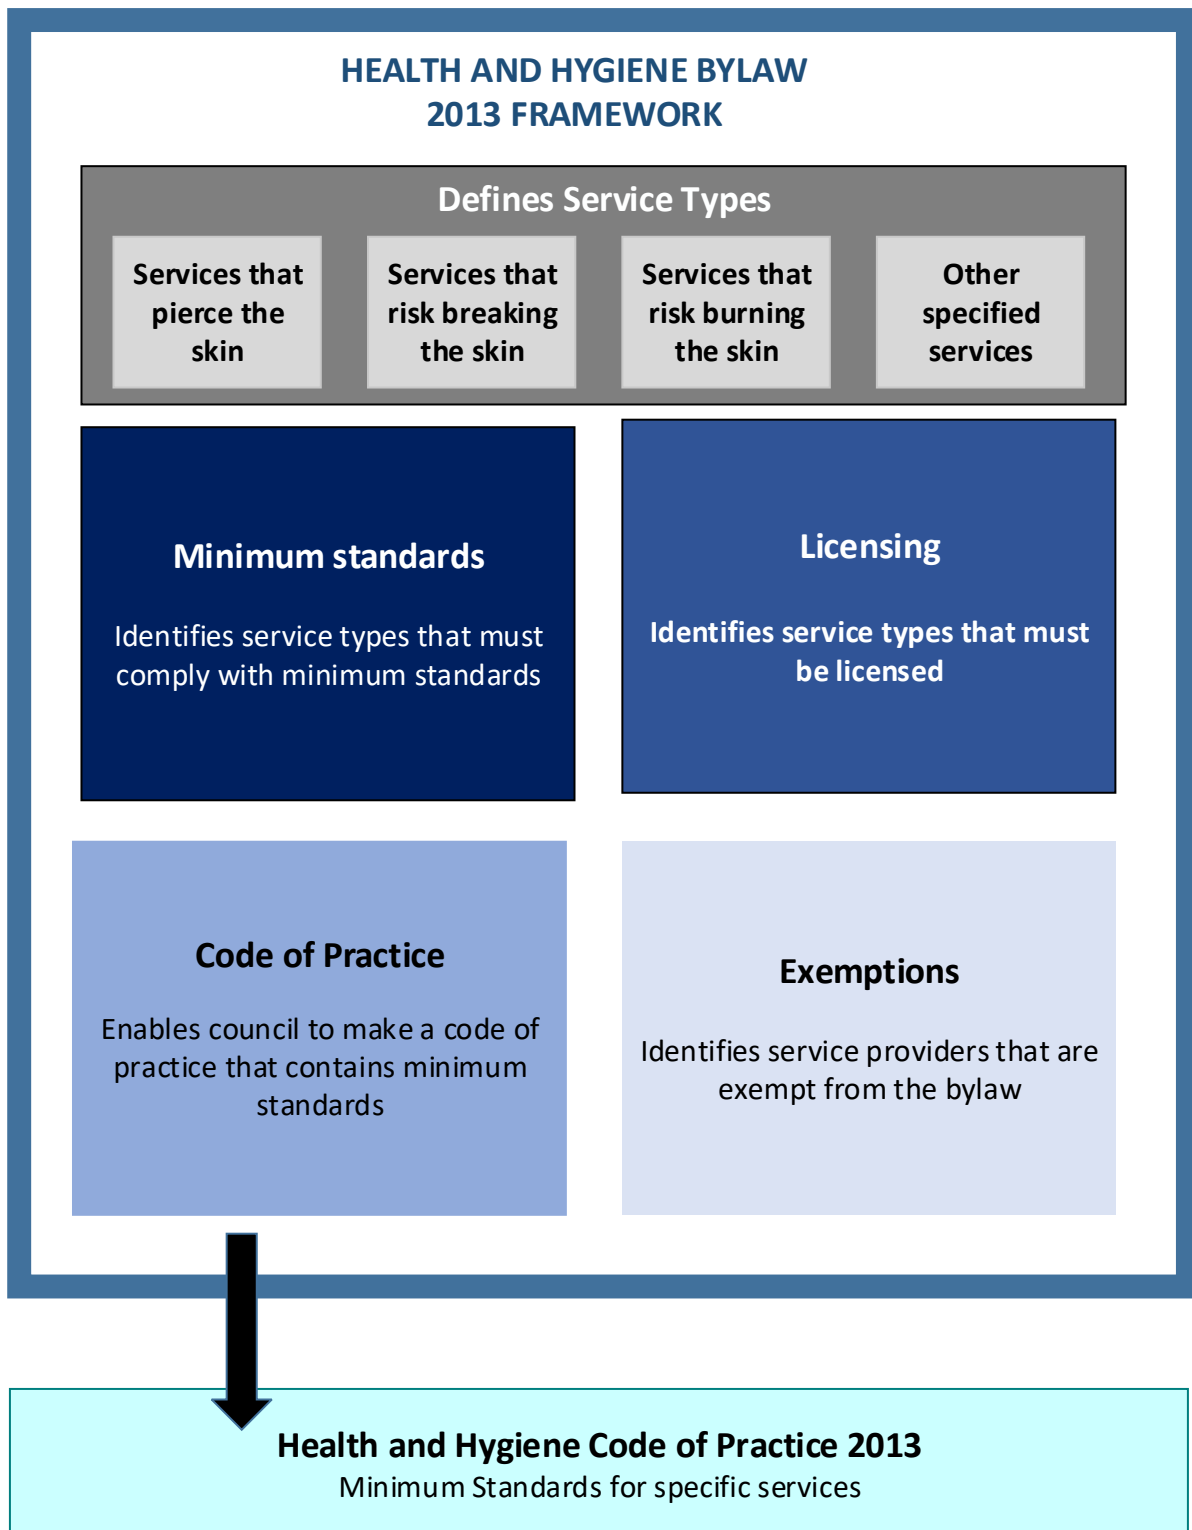 HEALTH AND HYGIENE BYLAW
2013 FRAMEWORK
Defines Service Types
Services that
pierce the
skin
Services that
risk breaking
the skin
Services that
risk burning
the skin
Other
specified
services
Minimum standards
Identifies service types that must
comply with minimum standards
Licensing
Identifies service types that must
be licensed
Code of Practice
Enables council to make a code of
practice that contains minimum
standards
Exemptions
Identifies service providers that are
exempt from the bylaw
Health and Hygiene Code of Practice 2013
Minimum Standards for specific services